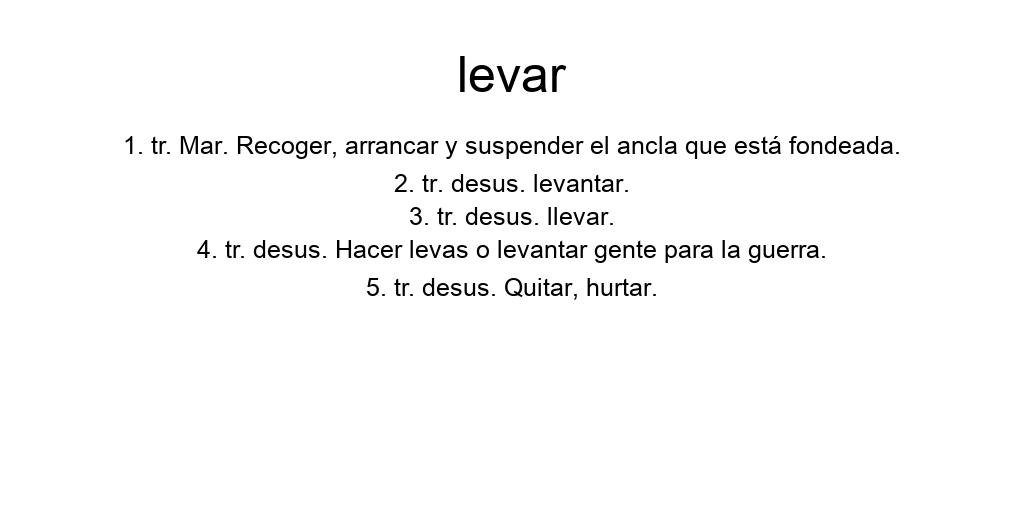 levar
1. tr. Mar. Recoger, arrancar y suspender el ancla que está fondeada.
2. tr. desus. levantar.
3. tr. desus. llevar.
4. tr. desus. Hacer levas o levantar gente para la guerra.
5. tr. desus. Quitar, hurtar.